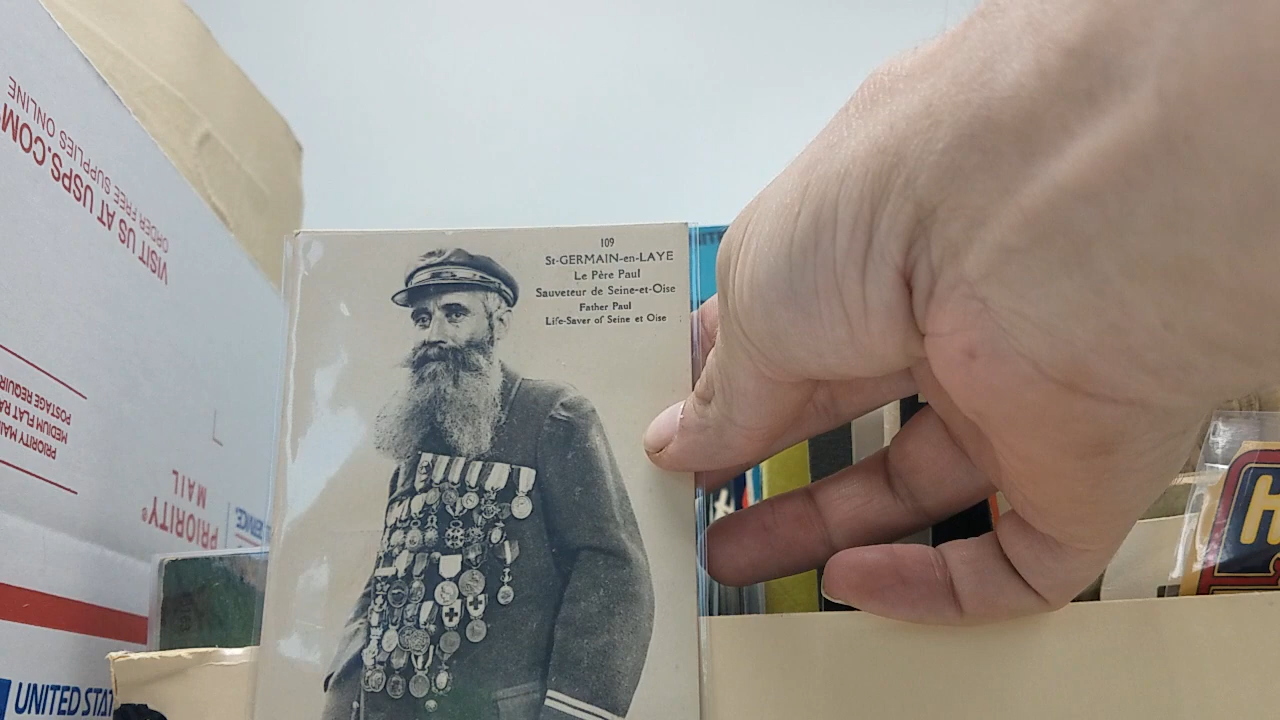 109
St-GERMAIN-en-LAYE
Le Père Paul
Sauveteur de Seine-et-Oise
Father Paul
Life-Saver of Seine et Oise
VISIT US AT USPS.COM®
ORDER FREE SUPPLIES ONLINE
PRIORITY MAIL
MEDIUM FLAT
POSTAGE REQUIR
PRIORITY®
MAIL
UNITED STAT
H